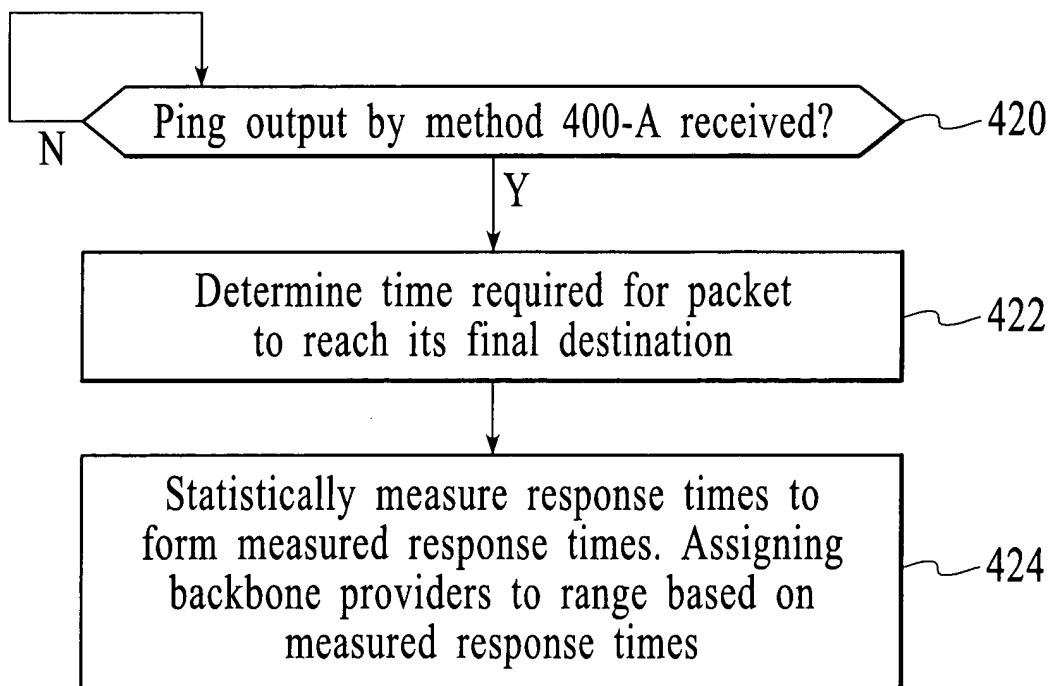 Ping output by method 400-A received?
420
N
Y
Determine time required for packet
to reach its final destination
422
Statistically measure response times to
form measured response times. Assigning
backbone providers to range based on
measured response times
424